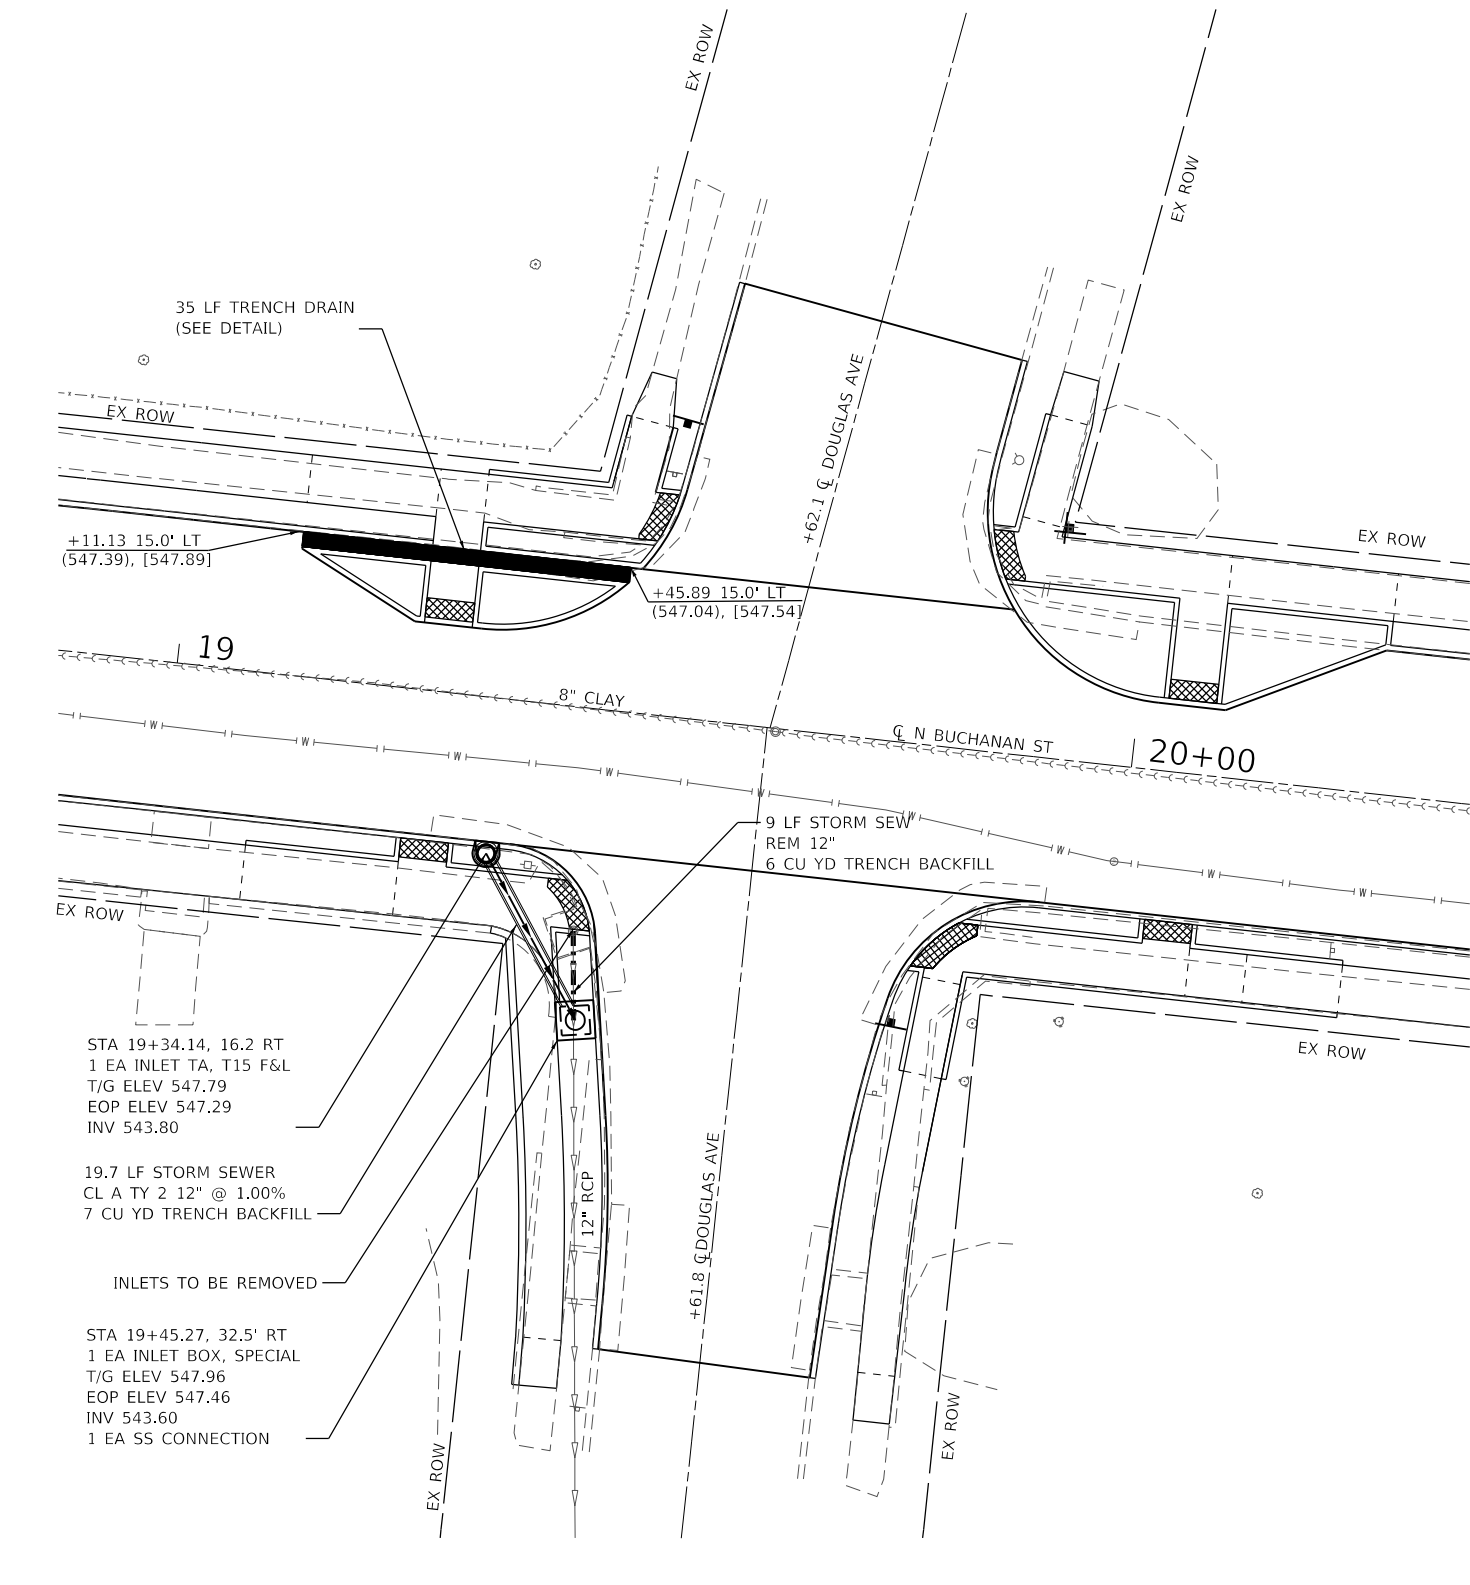 EX ROW
EX ROW
35 LF TRENCH DRAIN
(SEE DETAIL)
EX ROW
+62.1 ℄ DOUGLAS AVE
+11.13 15.0' LT
(547.39), [547.89]
EX ROW
+45.89 15.0' LT
(547.04), [547.54]
19
8" CLAY
℄ N BUCHANAN ST
20+00
W
W
W
W
W
W
W
W
W
9 LF STORM SEW
REM 12"
6 CU YD TRENCH BACKFILL
EX ROW
EX ROW
STA 19+34.14, 16.2 RT
1 EA INLET TA, T15 F&L
T/G ELEV 547.79
EOP ELEV 547.29
INV 543.80
19.7 LF STORM SEWER
CL A TY 2 12" @ 1.00%
7 CU YD TRENCH BACKFILL
12" RCP
+61.8 ℄ DOUGLAS AVE
INLETS TO BE REMOVED
STA 19+45.27, 32.5' RT
1 EA INLET BOX, SPECIAL
T/G ELEV 547.96
EOP ELEV 547.46
INV 543.60
1 EA SS CONNECTION
EX ROW
EX ROW